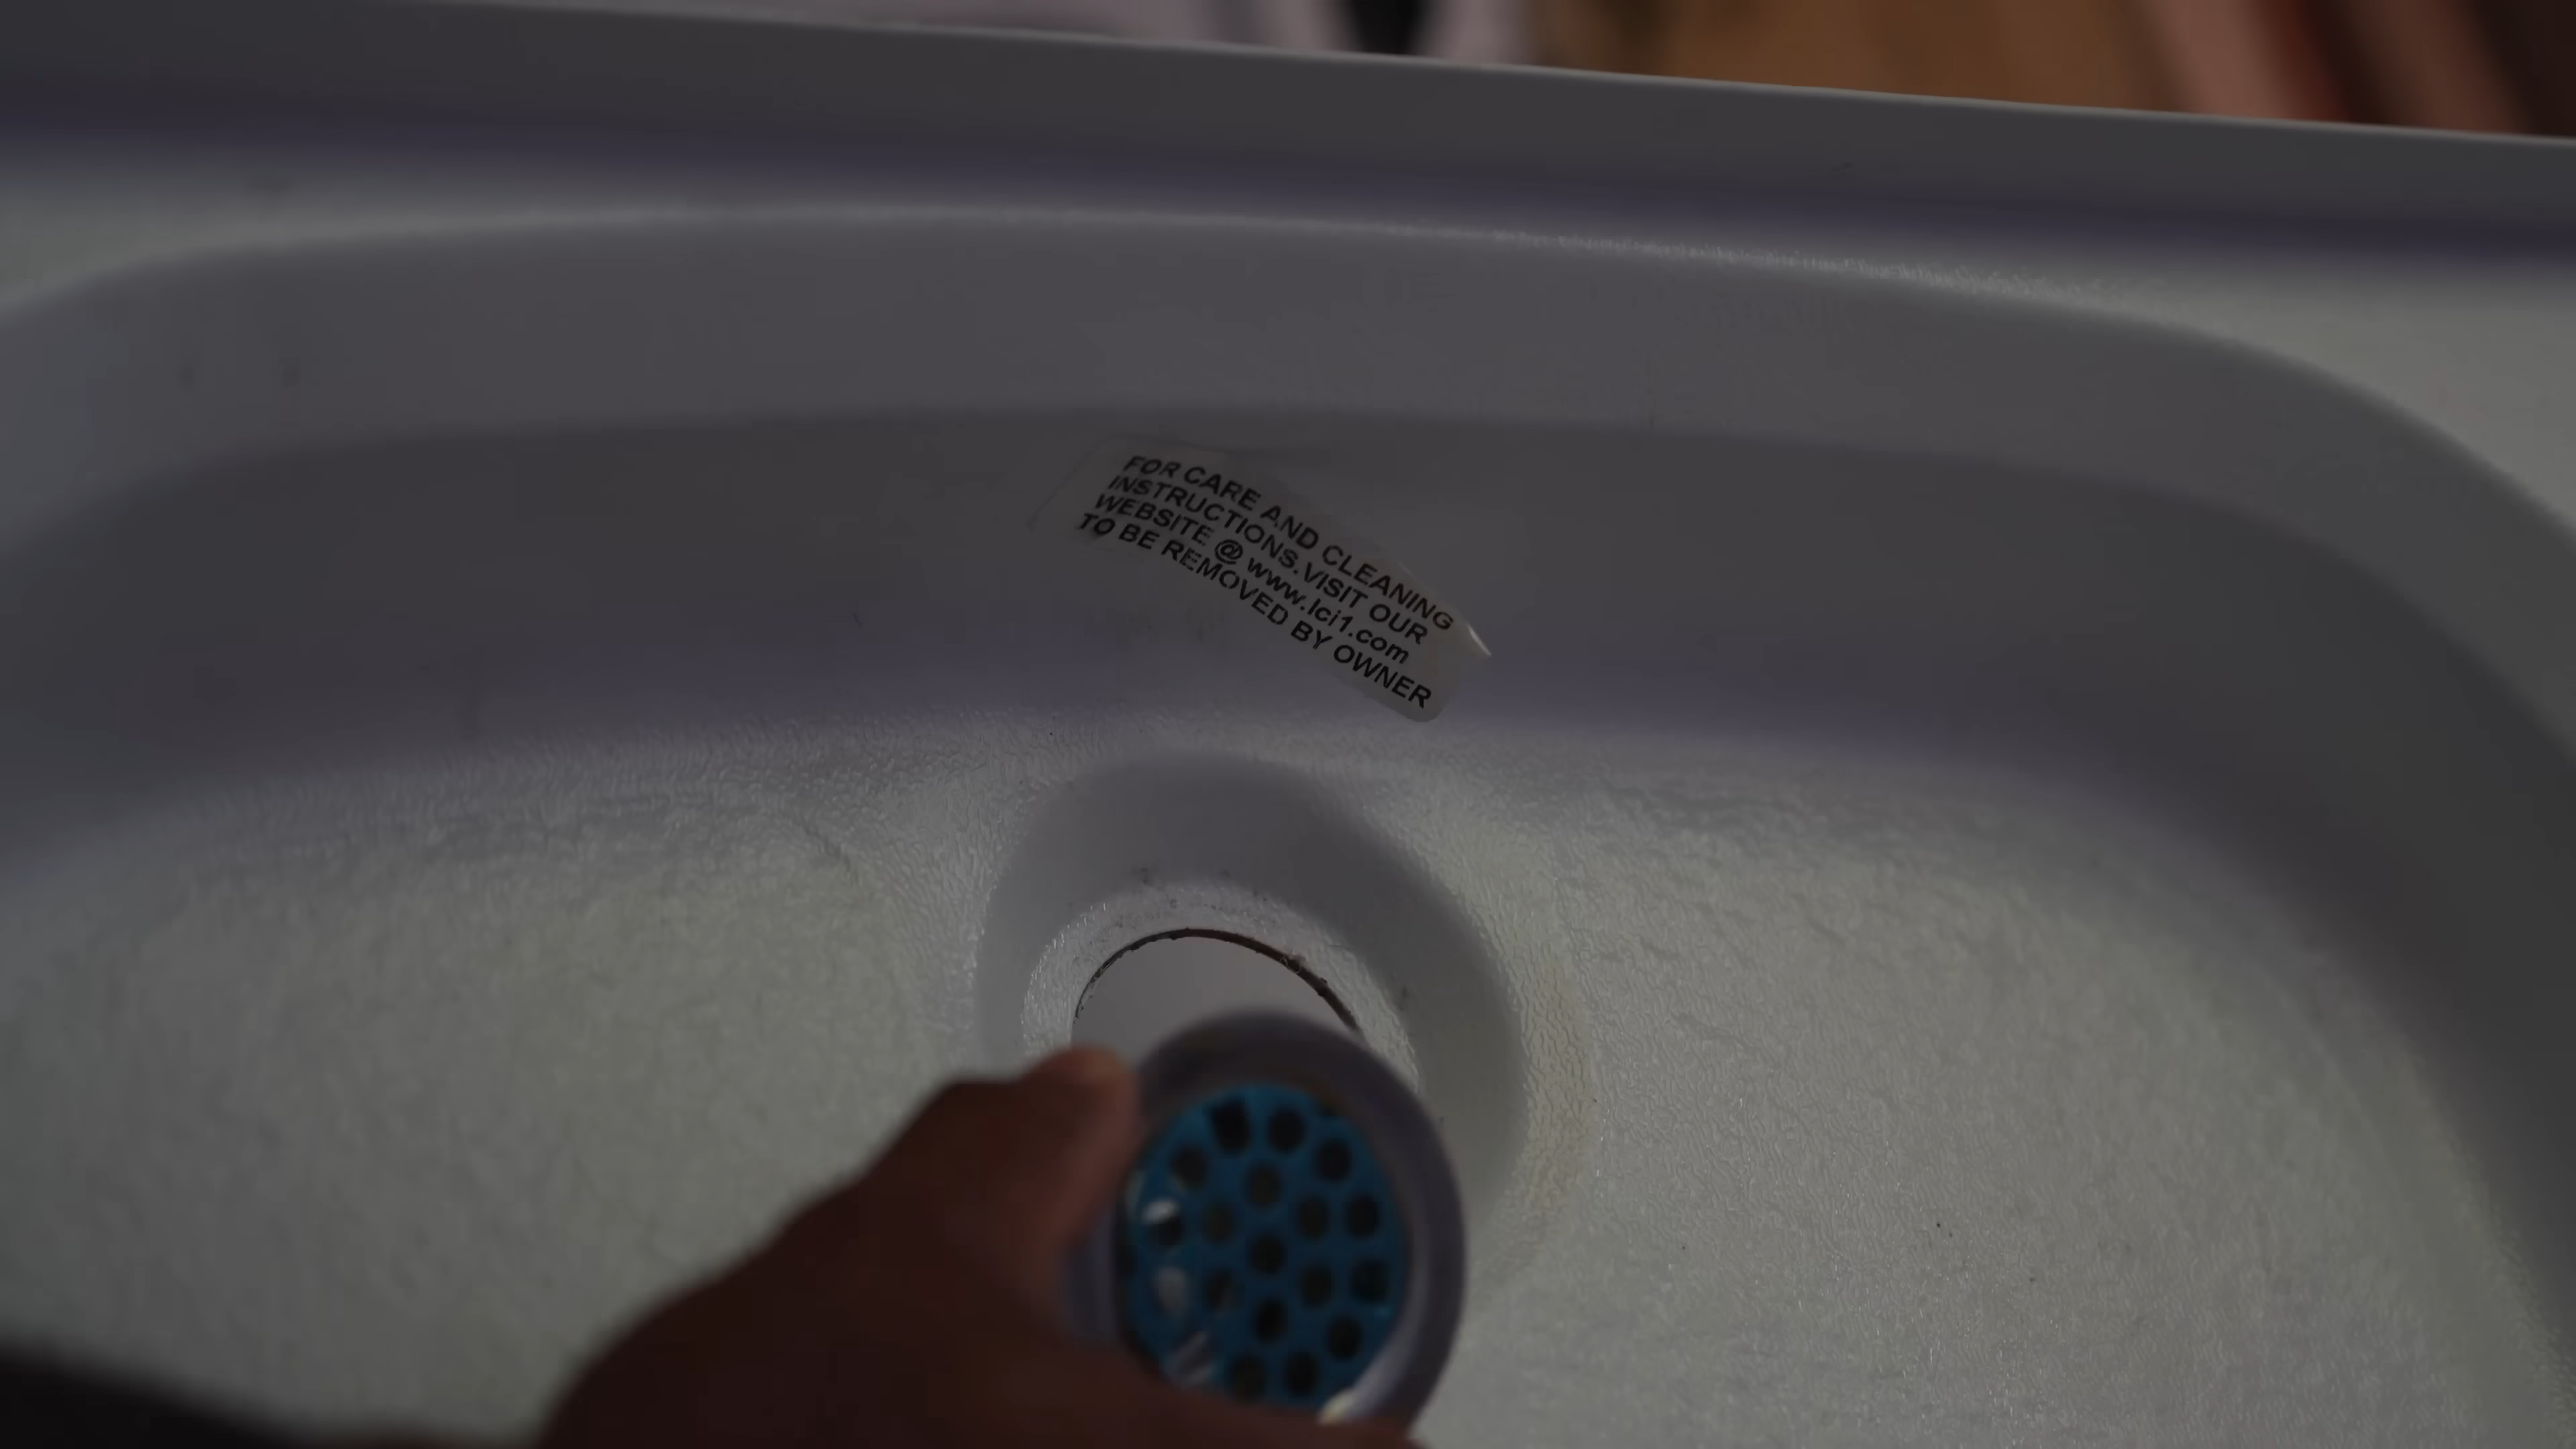 FOR CARE AND CLEANING
INSTRUCTIONS.VISIT OUR
WEBSITE @ www.lci1.com
TO BE REMOVED BY OWNER